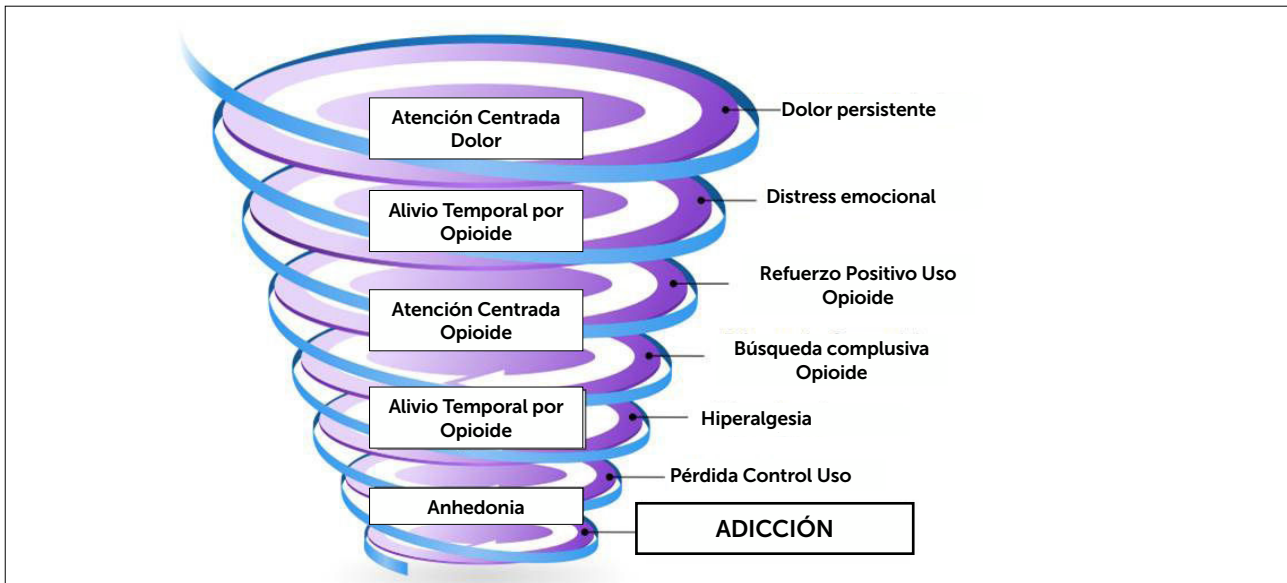 Atención Centrada
Dolor
Dolor persistente
Alivio Temporal por
Opioide
Distress emocional
Atención Centrada
Opioide
Refuerzo Positivo Uso
Opioide
Búsqueda complusiva
Opioide
Alivio Temporal por
Opioide
Hiperalgesia
Pérdida Control Uso
Anhedonia
ADICCIÓN